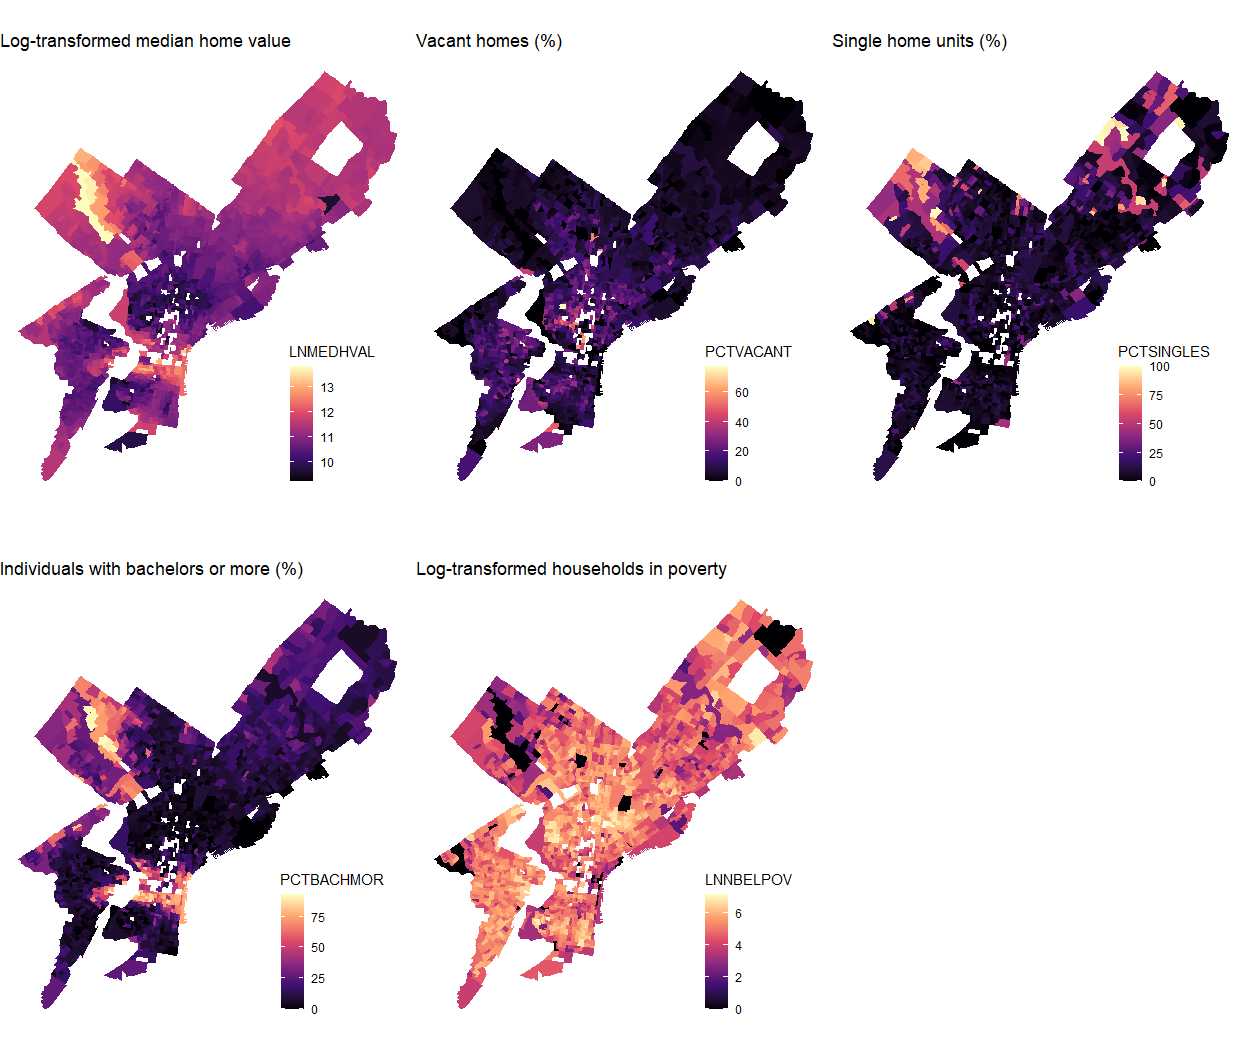 Log-transformed median home value
Vacant homes (%)
Single home units (%)
LNMEDHVAL
13
12
11
10
PCTVACANT
60
40
20
0
PCTSINGLES
100
75
50
25
0
Individuals with bachelors or more (%)
Log-transformed households in poverty
PCTBACHMOR
75
50
25
0
LNNBELPOV
6
4
2
0